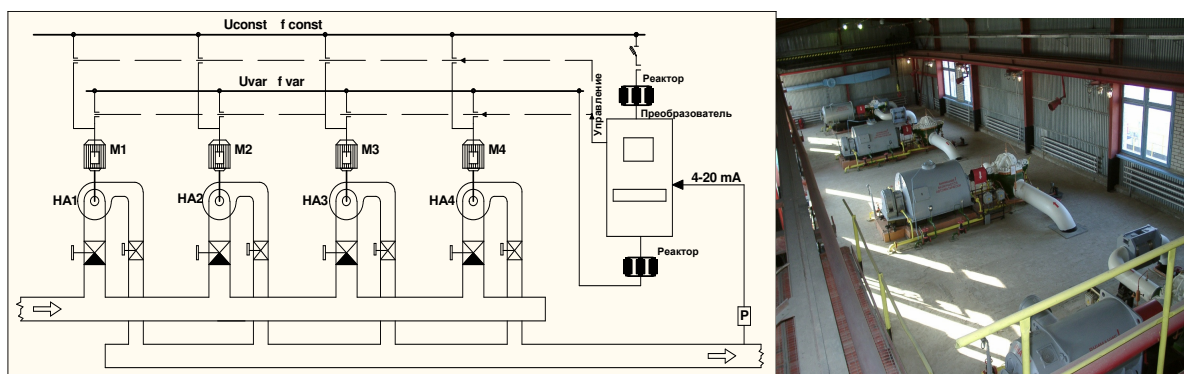 Uconst f const
Uvar f var
Реактор
Преобразователь
Управление
M1
M2
M3
M4
4-20 mA
HA1
HA2
HA3
HA4
Реактор
P